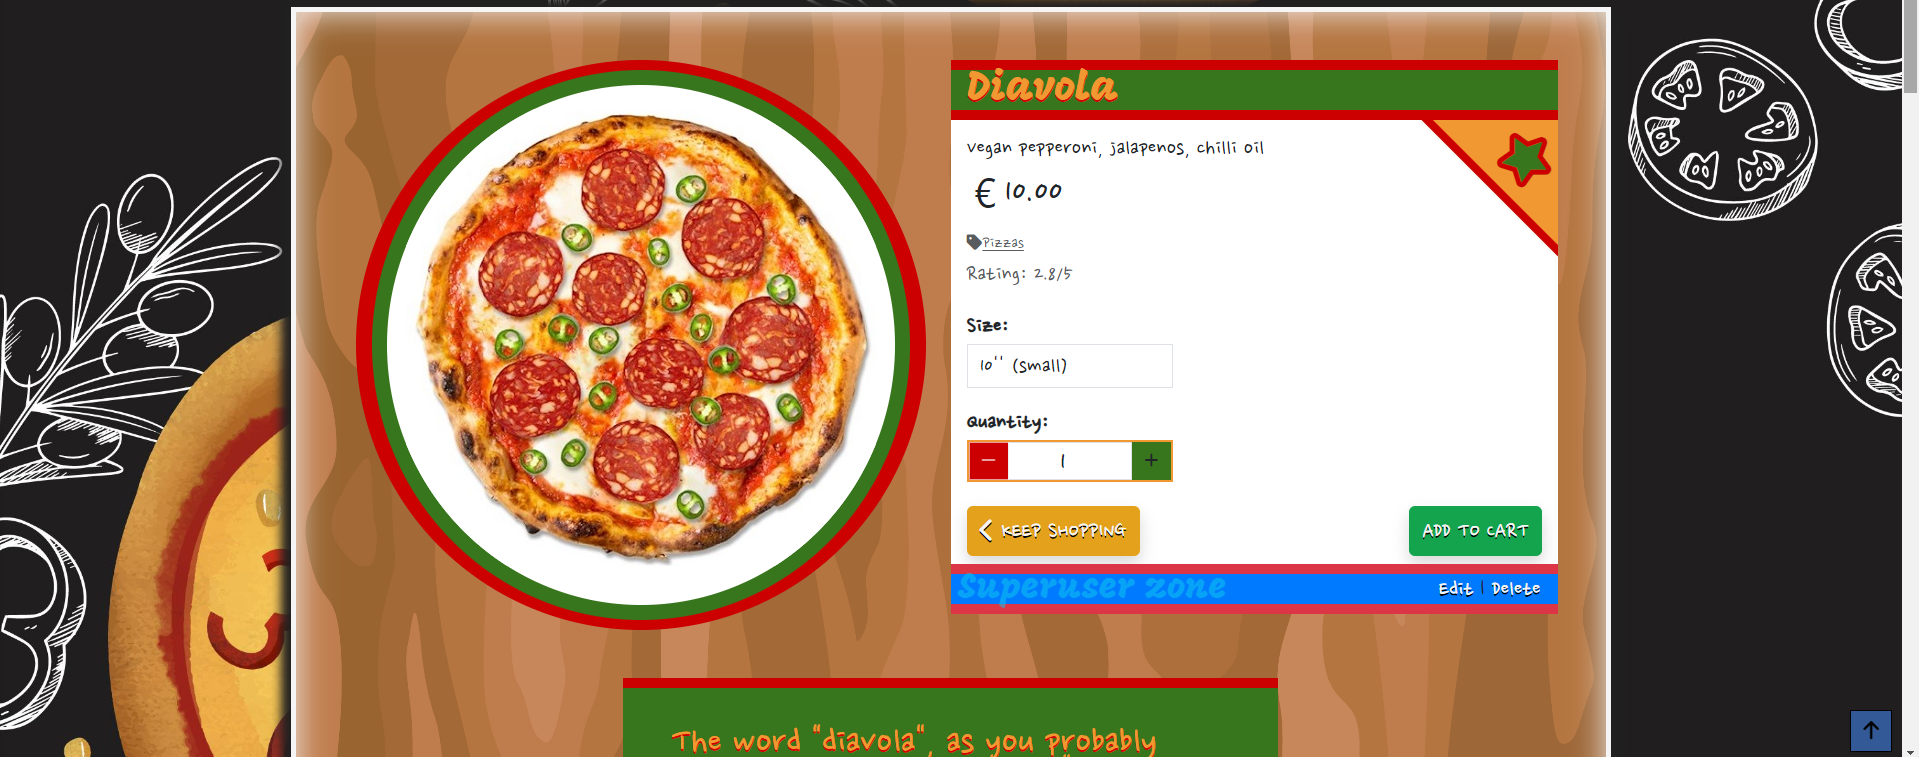 Diavola
vegan pepperoni, jalapenos, chilli oil
€ 10.00
Pizzas
Rating: 2.8/5
Size:
10'' (small)
Quantity:
− 1 +
KEEP SHOPPING
ADD TO CART
Superuser zone
Edit | Delete
The word "diavola", as you probably